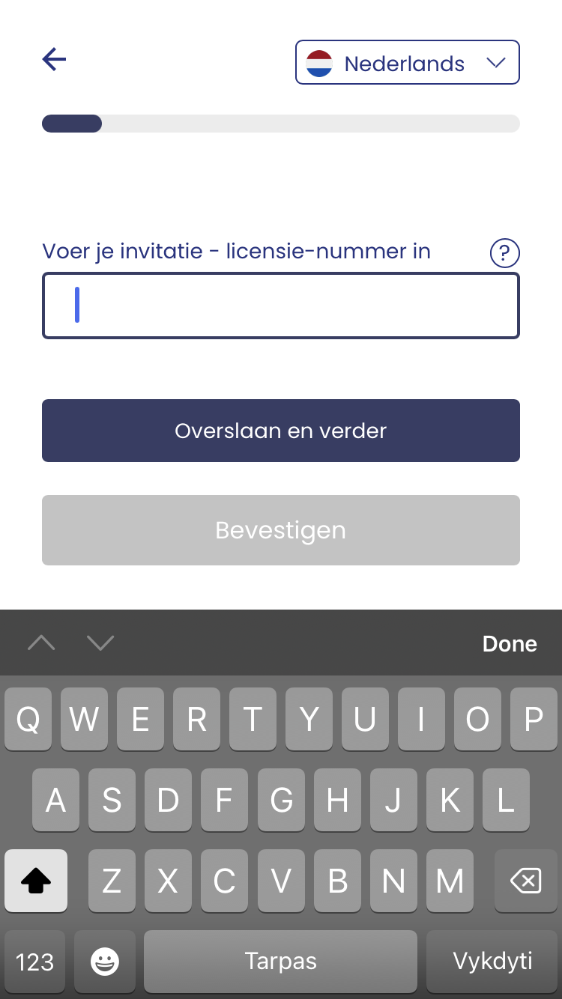 Nederlands
Voer je invitatie - licensie-nummer in
?
Overslaan en verder
Bevestigen
Done
Q W E R T Y U I O P
A S D F G H J K L
Z X C V B N M
123 Tarpas Vykdyti